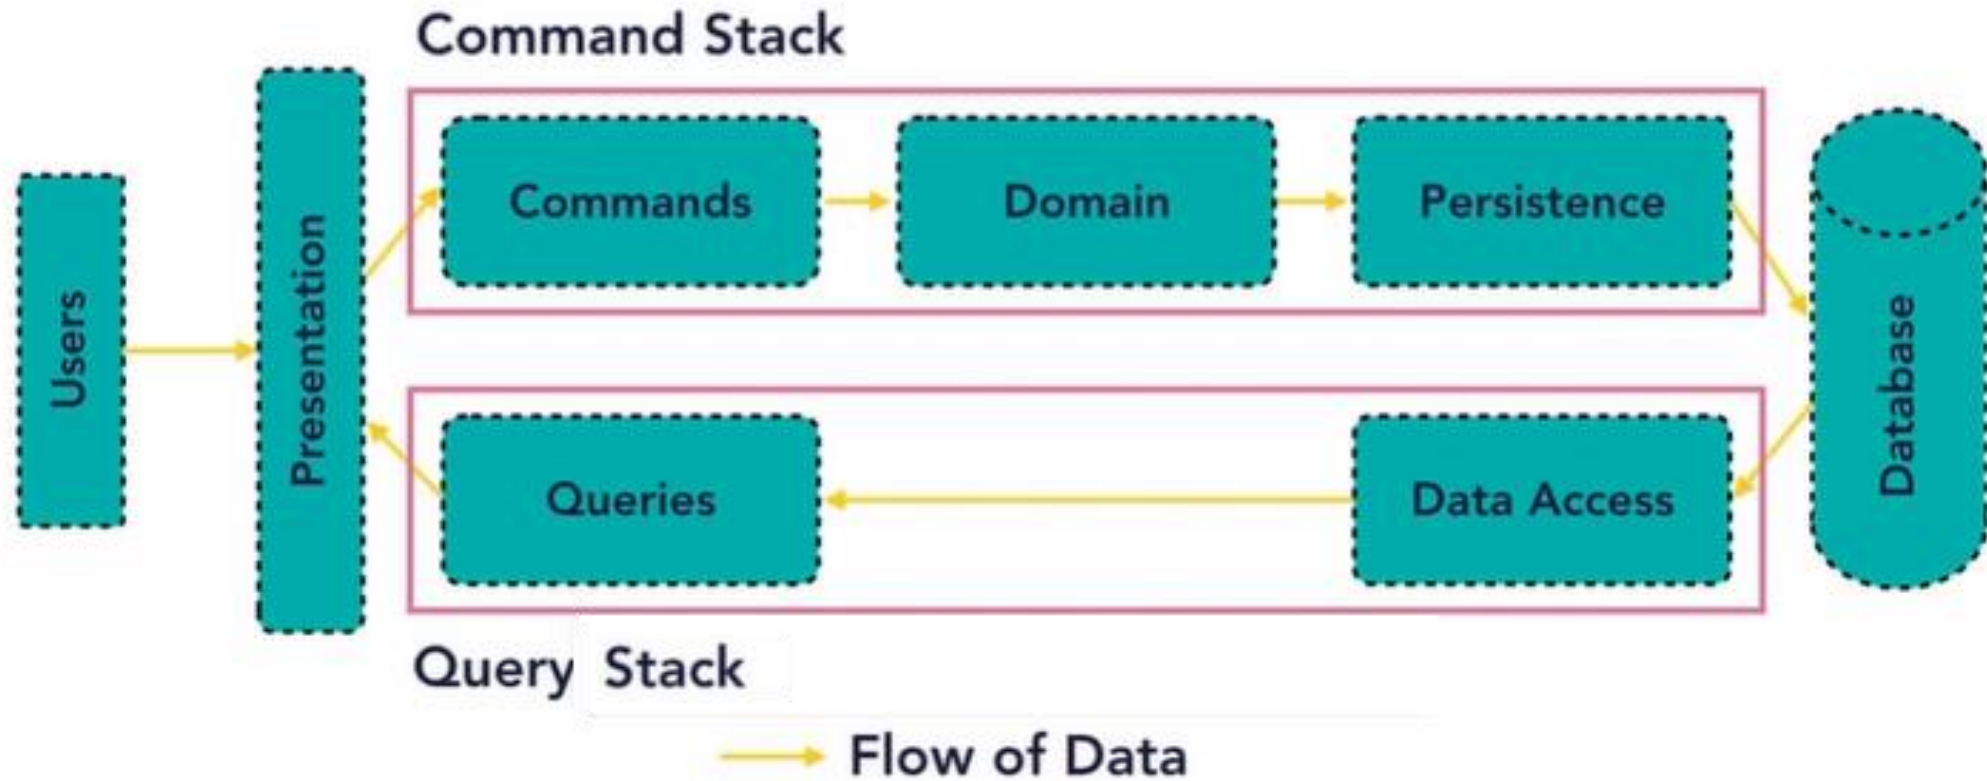 Command Stack
Users
Presentation
Commands
Domain
Persistence
Database
Queries
Data Access
Query Stack
Flow of Data